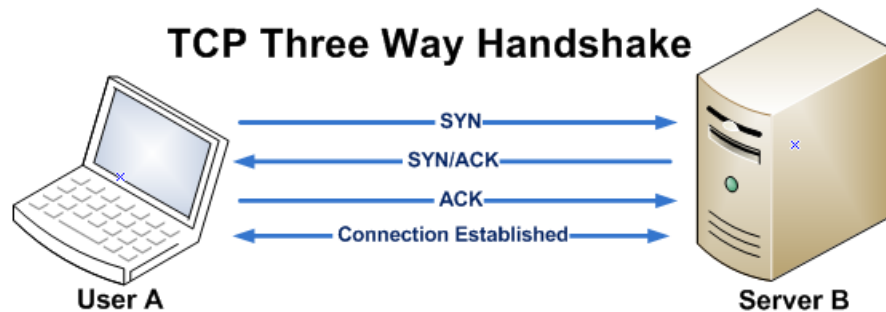 TCP Three Way Handshake
SYN
SYN/ACK
ACK
Connection Established
User A
Server B